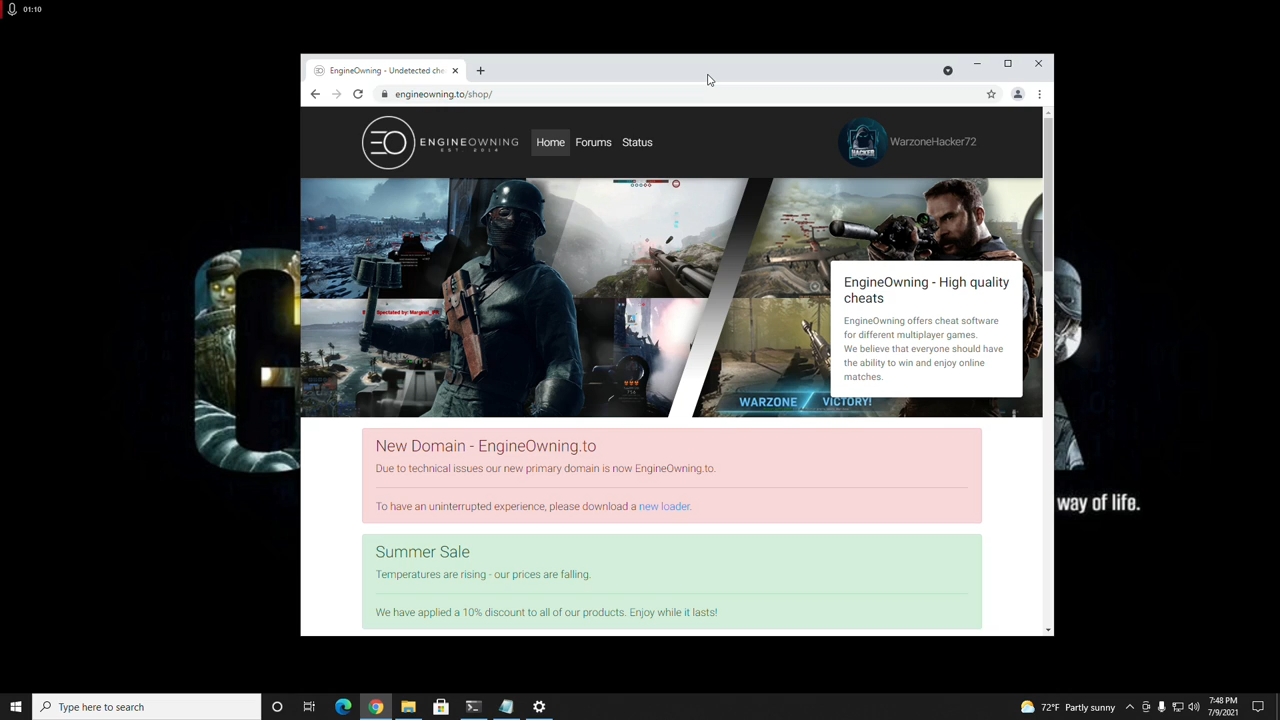 01:10
EngineOwning - Undetected che
engineowning.to/shop/
EO ENGINEOWNING
EST 2014
Home Forums Status
HACKER
WarzoneHacker72
Spectated by:
EngineOwning - High quality
cheats
EngineOwning offers cheat software
for different multiplayer games.
We believe that everyone should have
the ability to win and enjoy online
matches.
WARZONE VICTORY!
New Domain - EngineOwning.to
Due to technical issues our new primary domain is now EngineOwning.to.
To have an uninterrupted experience, please download a new loader.
Summer Sale
Temperatures are rising - our prices are falling.
We have applied a 10% discount to all of our products. Enjoy while it lasts!
way of life.
Type here to search
72°F Partly sunny
7:48 PM
7/9/2021